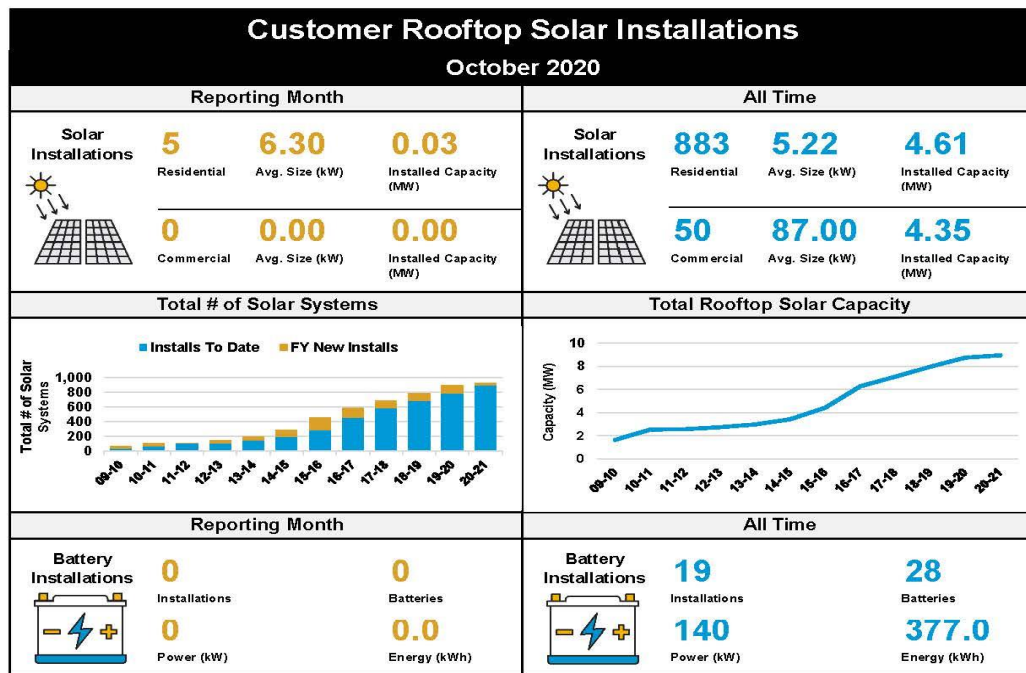 Customer Rooftop Solar Installations
October 2020
Reporting Month
Solar
Installations
5
6.30
0.03
Residential
Avg. Size (kW)
Installed Capacity
(MW)
0
0.00
0.00
Commercial
Avg. Size (kW)
Installed Capacity
(MW)
All Time
Solar
Installations
883
5.22
4.61
Residential
Avg. Size (kW)
Installed Capacity
(MW)
50
87.00
4.35
Commercial
Avg. Size (kW)
Installed Capacity
(MW)
Total # of Solar Systems
Installs To Date
FY New Installs
Total # of Solar
Systems
1,000
800
600
400
200
0
09-10
10-11
11-12
12-13
13-14
14-15
15-16
16-17
17-18
18-19
19-20
20-21
Total Rooftop Solar Capacity
Capacity (MW)
10
8
6
4
2
0
09-10
10-11
11-12
12-13
13-14
14-15
15-16
16-17
17-18
18-19
19-20
20-21
Reporting Month
Battery
Installations
0
0
Installations
Batteries
0
0.0
Power (kW)
Energy (kWh)
All Time
Battery
Installations
19
28
Installations
Batteries
140
377.0
Power (kW)
Energy (kWh)